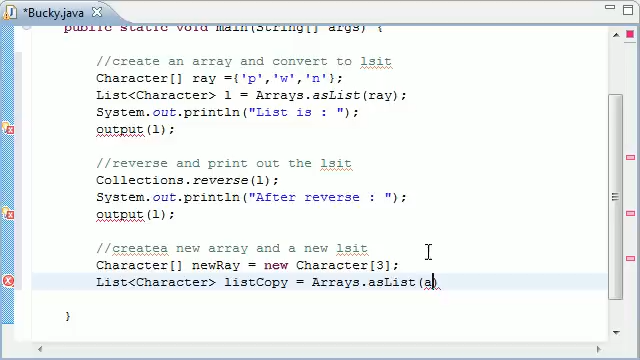 *Bucky.java
public static void main(String[] args) {
//create an array and convert to lsit
Character[] ray ={'p','w','n'};
List<Character> l = Arrays.asList(ray);
System.out.println("List is : ");
output(l);
//reverse and print out the lsit
Collections.reverse(l);
System.out.println("After reverse : ");
output(l);
//createa new array and a new lsit
Character[] newRay = new Character[3];
List<Character> listCopy = Arrays.asList(a)
}